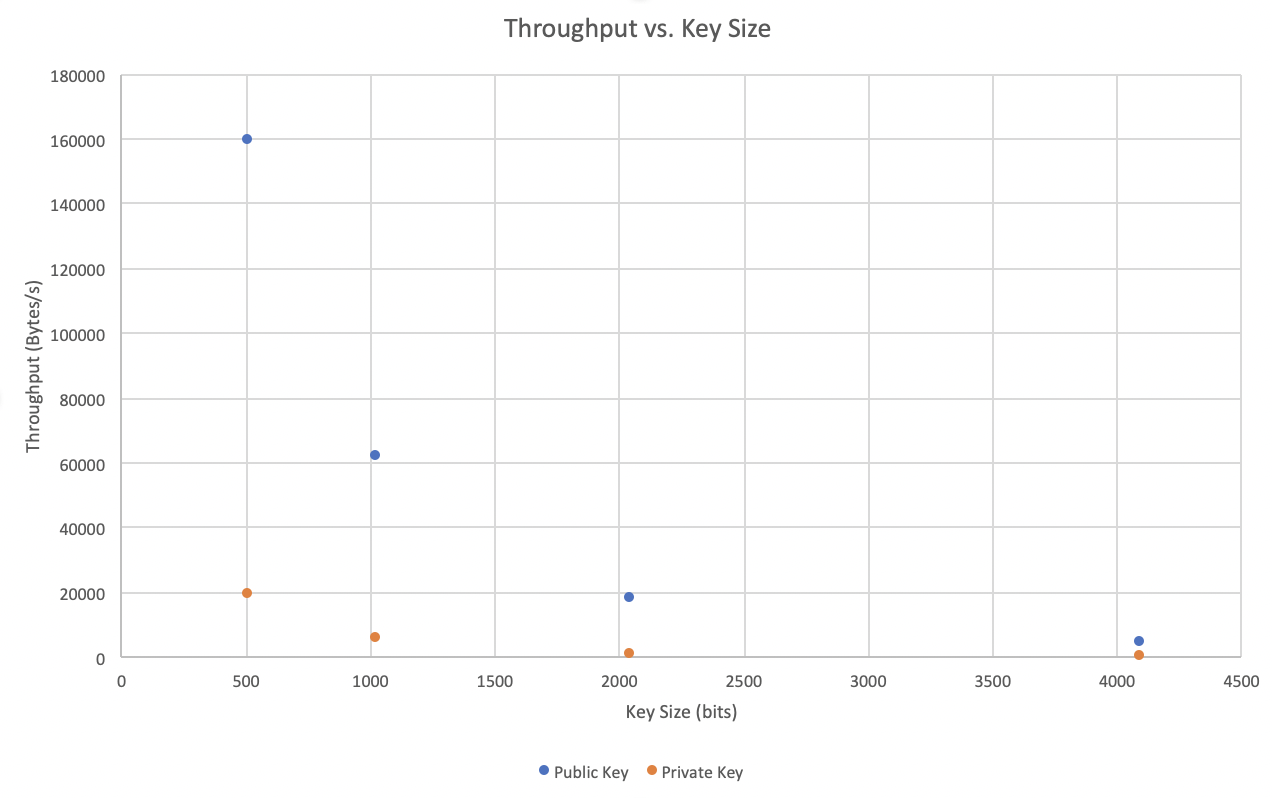 Throughput vs. Key Size
180000
160000
140000
120000
100000
80000
60000
40000
20000
0
Throughput (Bytes/s)
0 500 1000 1500 2000 2500 3000 3500 4000 4500
Key Size (bits)
Public Key Private Key